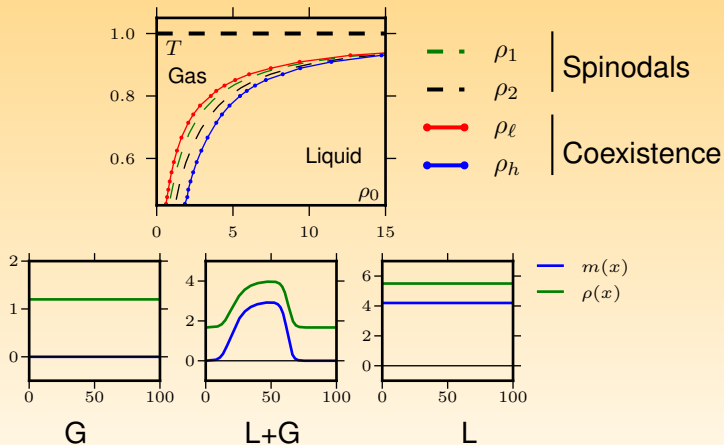 1.0
0.8
0.6
T
Gas
Liquid
ρ0
0 5 10 15
ρ1
ρ2
Spinodals
ρℓ
ρh
Coexistence
2
1
0
0 50 100
G
4
2
0
0 50 100
L+G
6
4
2
0
0 50 100
L
m(x)
ρ(x)